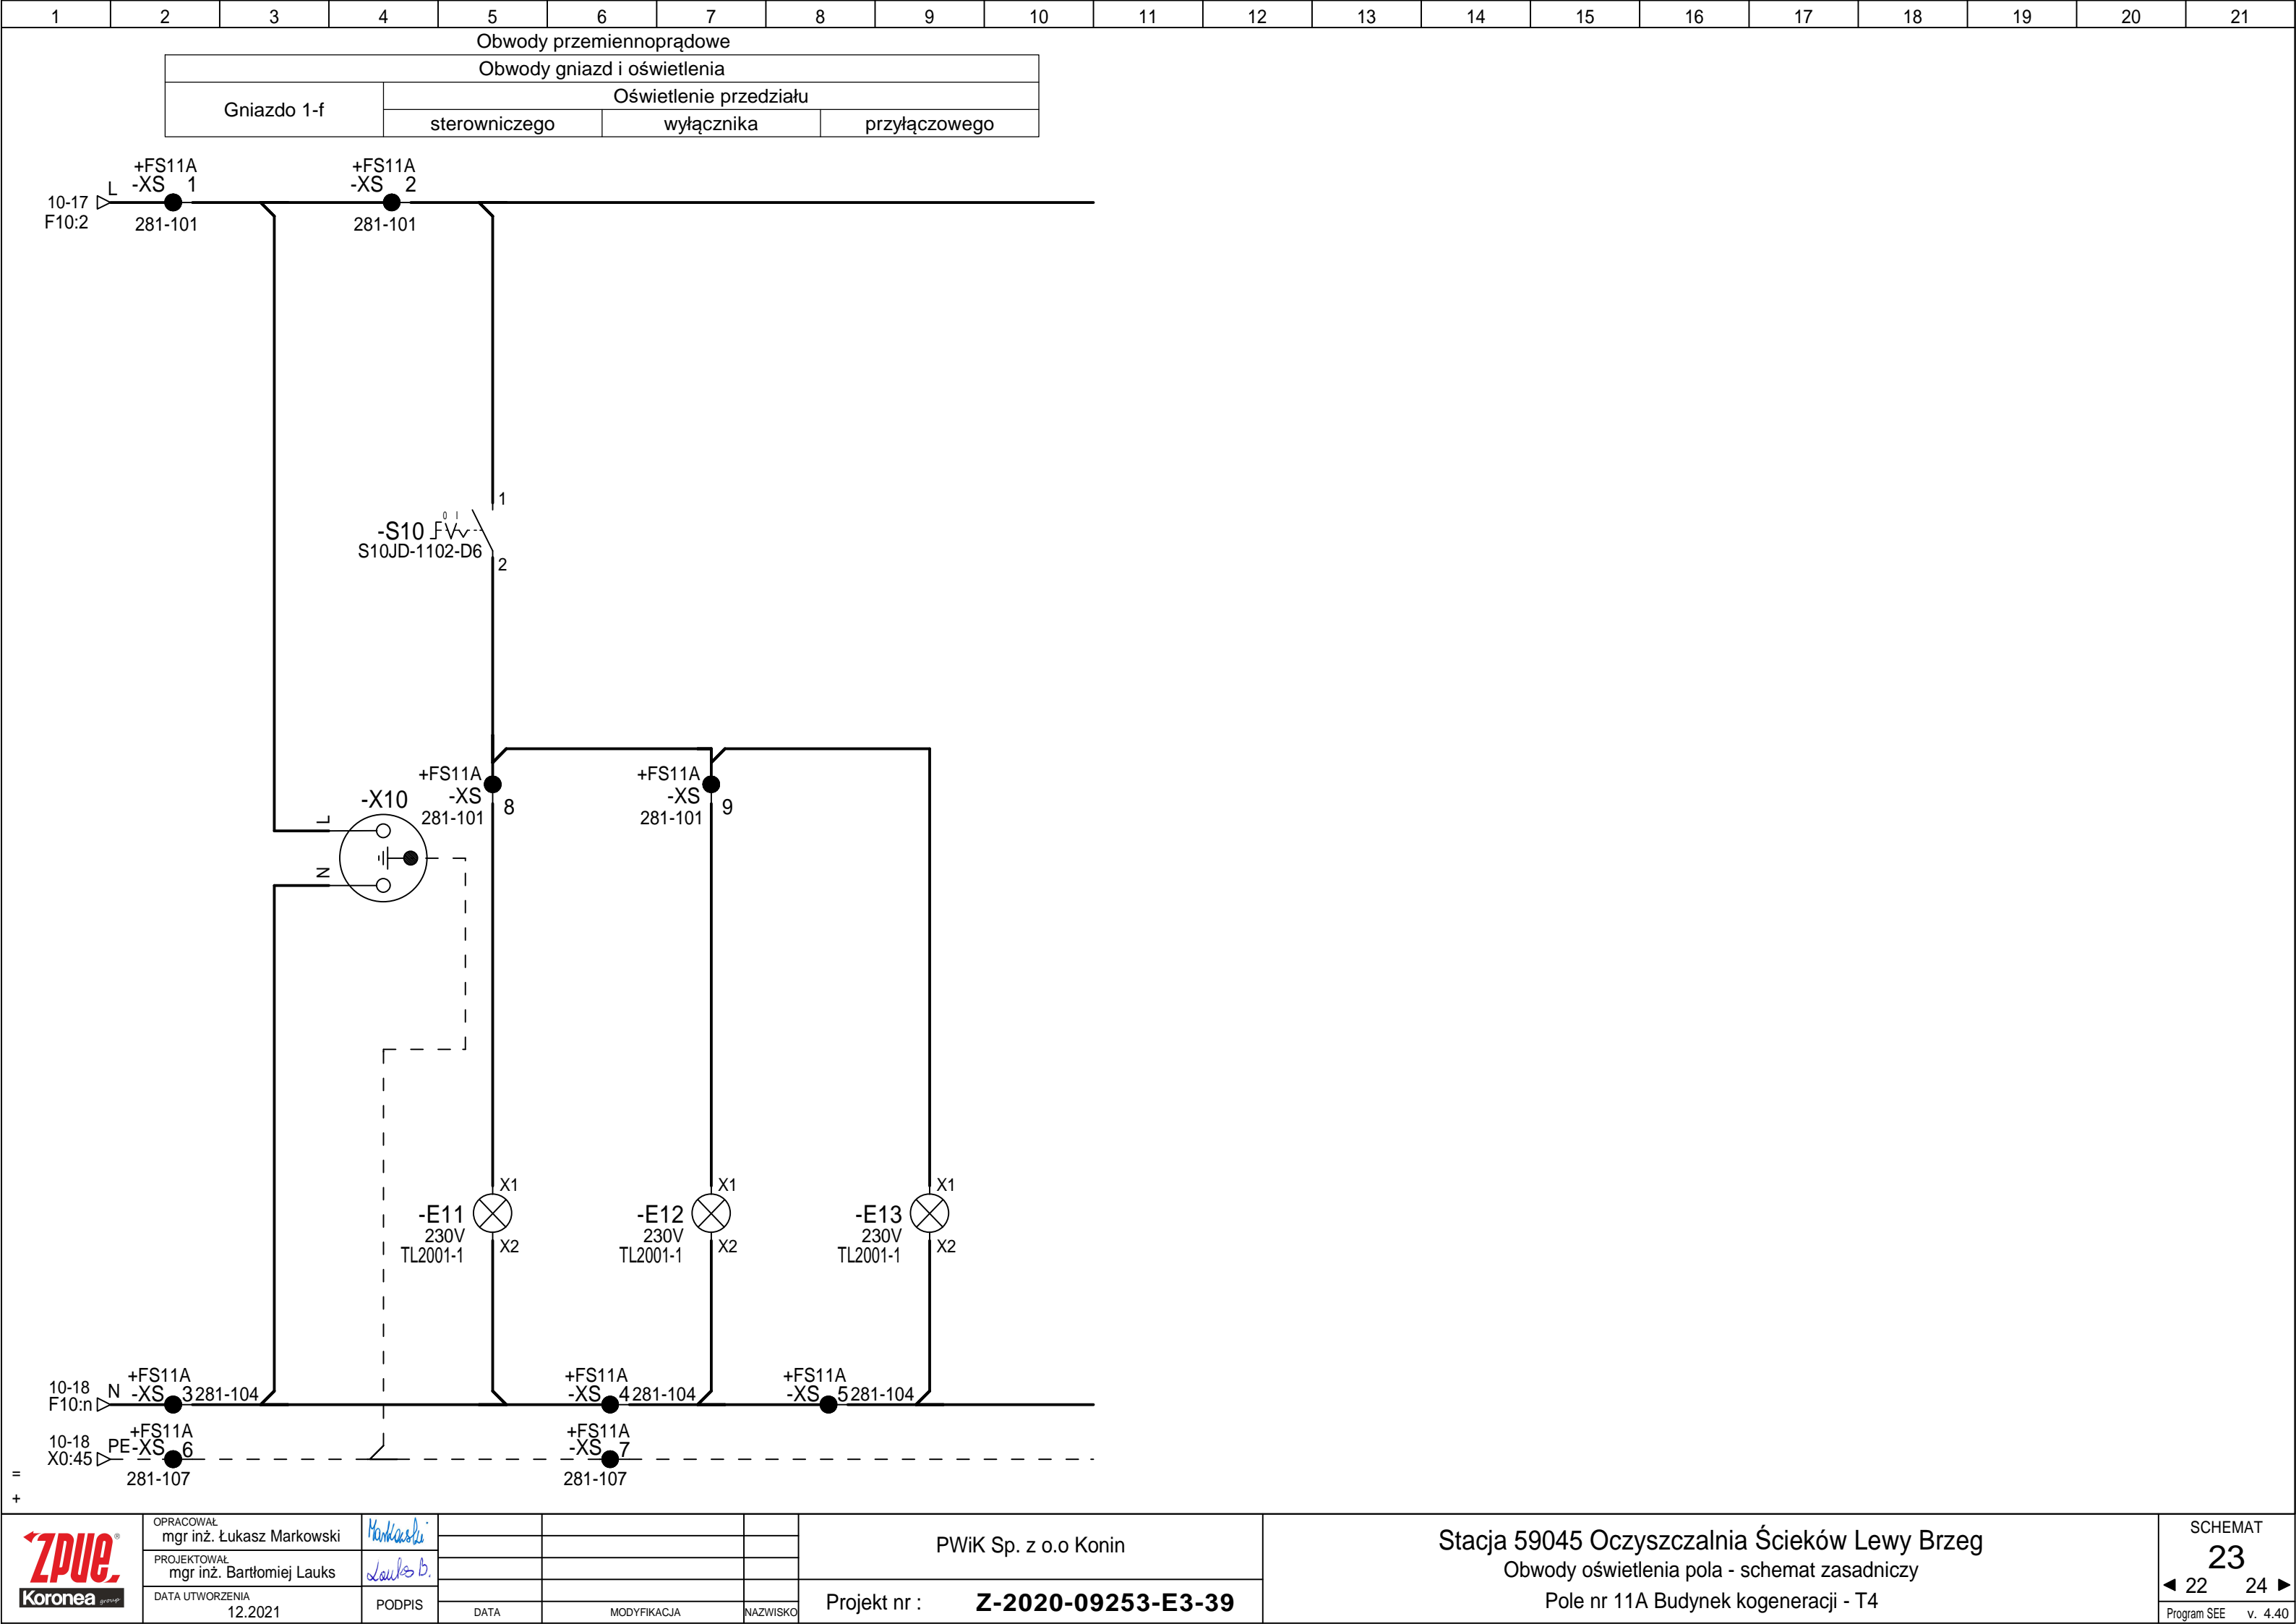 1 2 3 4 5 6 7 8 9 10 11 12 13 14 15 16 17 18 19 20 21
Obwody przemiennoprądowe
Obwody gniazd i oświetlenia
Gniazdo 1-f
Oświetlenie przedziału
sterowniczego wyłącznika przyłączowego
+FS11A +FS11A
L -XS 1 -XS 2
10-17
F10:2 281-101 281-101
1
0 I
-S10
S10JD-1102-D6
2
+FS11A +FS11A
-XS 8 -XS 9
281-101 281-101
-X10
L
N
X1 X1 X1
-E11 -E12 -E13
230V 230V 230V
TL2001-1 TL2001-1 TL2001-1
X2 X2 X2
+FS11A +FS11A +FS11A
10-18 N -XS 3 281-104 -XS 4 281-104 -XS 5 281-104
F10:n
+FS11A +FS11A
10-18 PE -XS 6 -XS 7
X0:45
281-107 281-107
=
+
ZPUE ®
Koronea group
OPRACOWAŁ
mgr inż. Łukasz Markowski
Markowski
PROJEKTOWAŁ
mgr inż. Bartłomiej Lauks
Lauks B.
DATA UTWORZENIA
12.2021
PODPIS
DATA MODYFIKACJA NAZWISKO
PWiK Sp. z o.o Konin
Projekt nr : Z-2020-09253-E3-39
Stacja 59045 Oczyszczalnia Ścieków Lewy Brzeg
Obwody oświetlenia pola - schemat zasadniczy
Pole nr 11A Budynek kogeneracji - T4
SCHEMAT
23
22 24
Program SEE v. 4.40